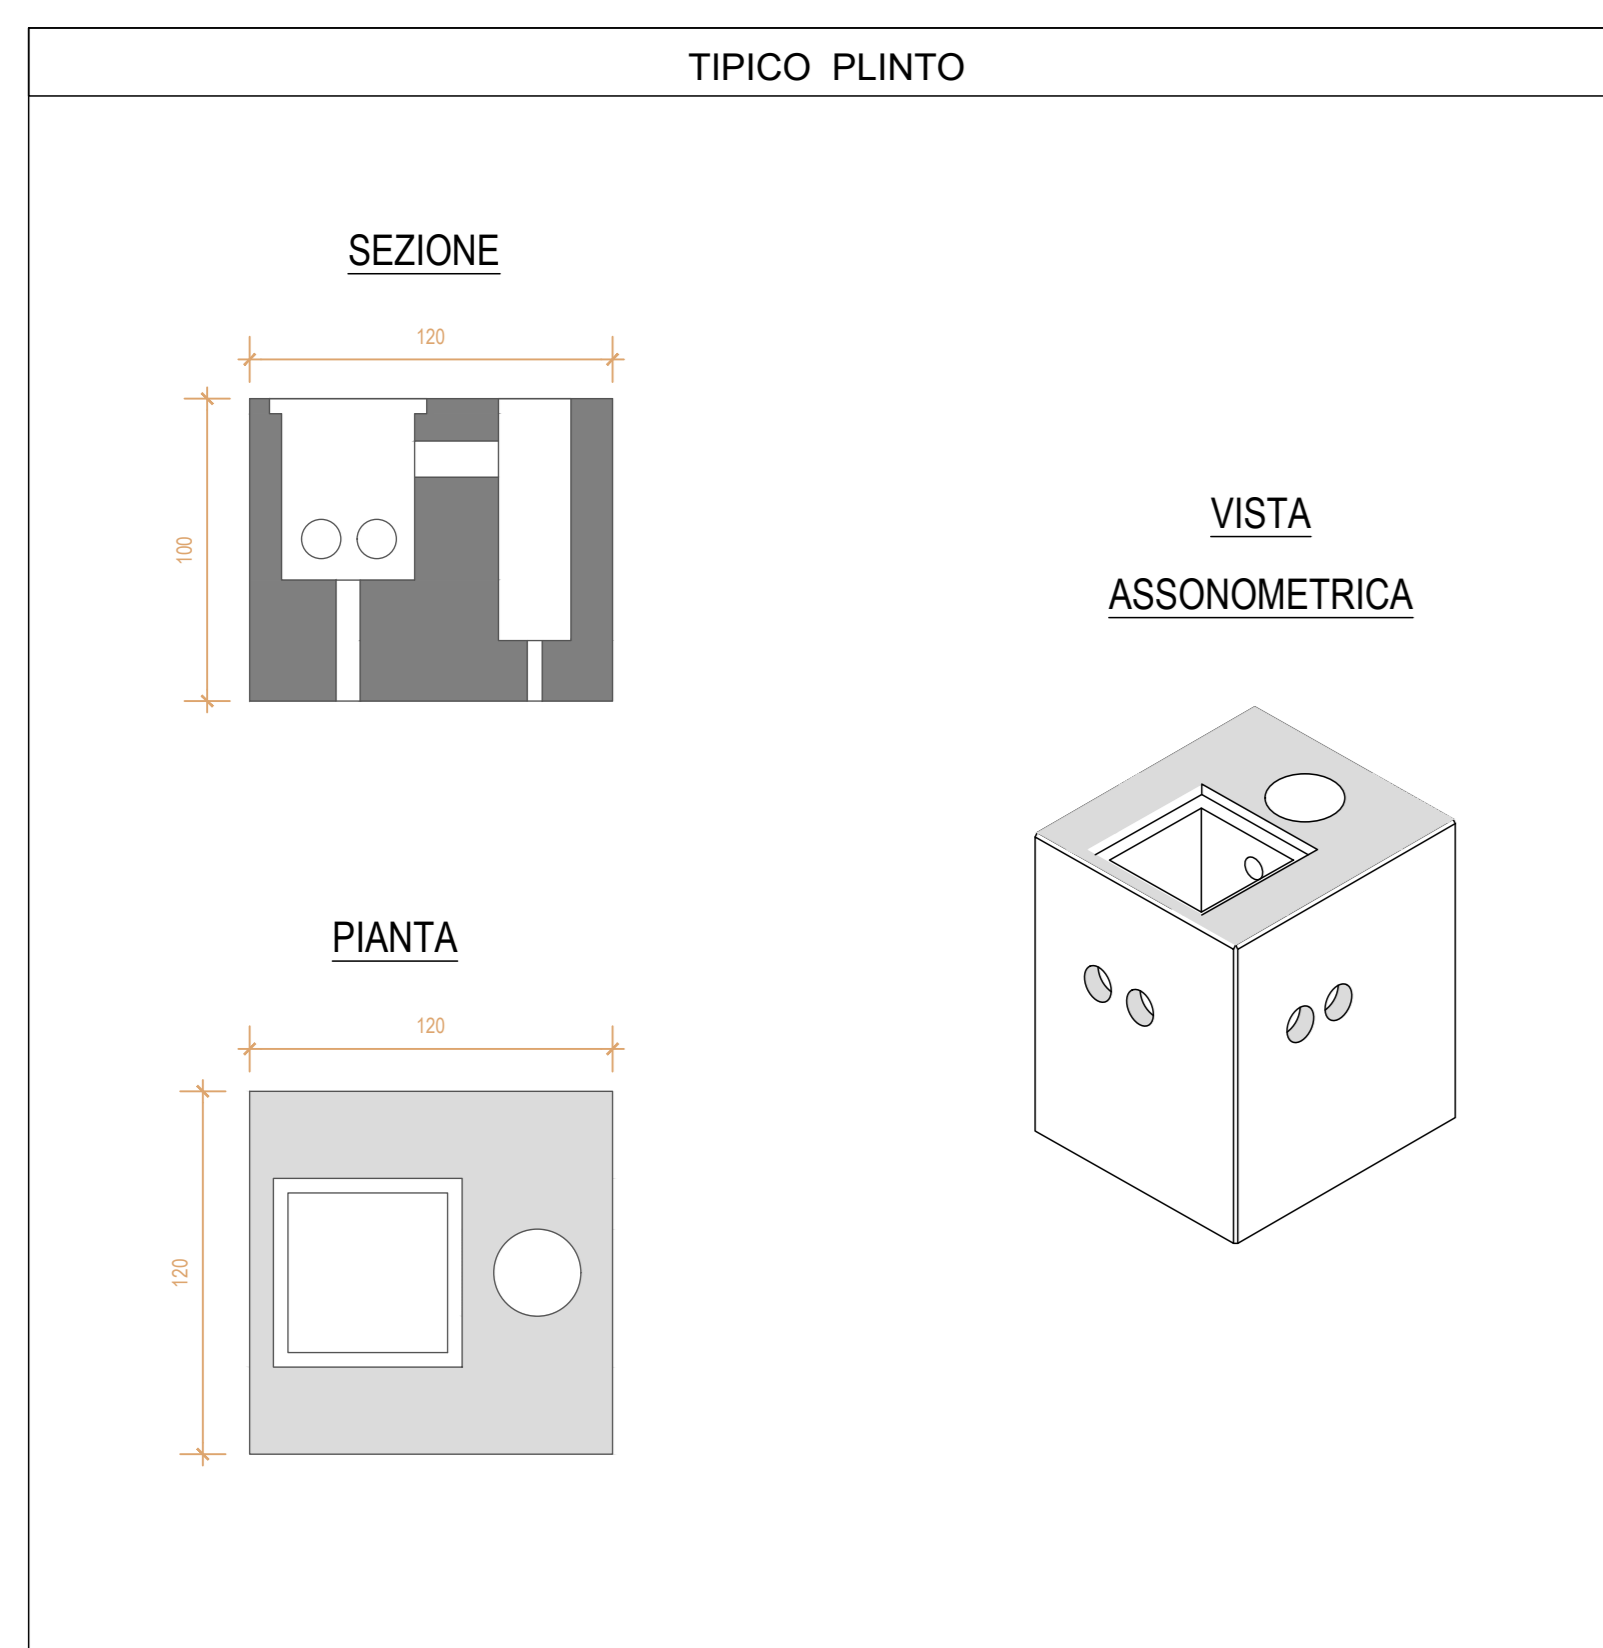 TIPICO PLINTO
SEZIONE
120
100
VISTA
ASSONOMETRICA
PIANTA
120
120